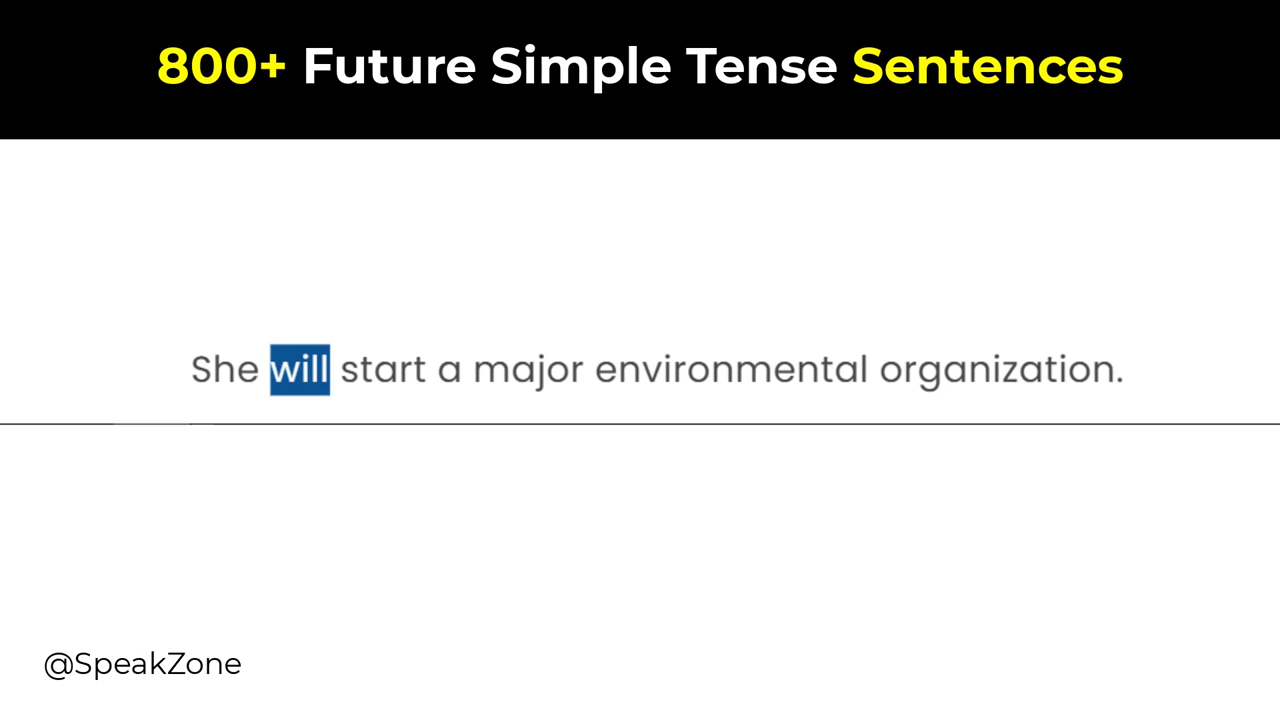 800+ Future Simple Tense Sentences
She will start a major environmental organization.
@SpeakZone